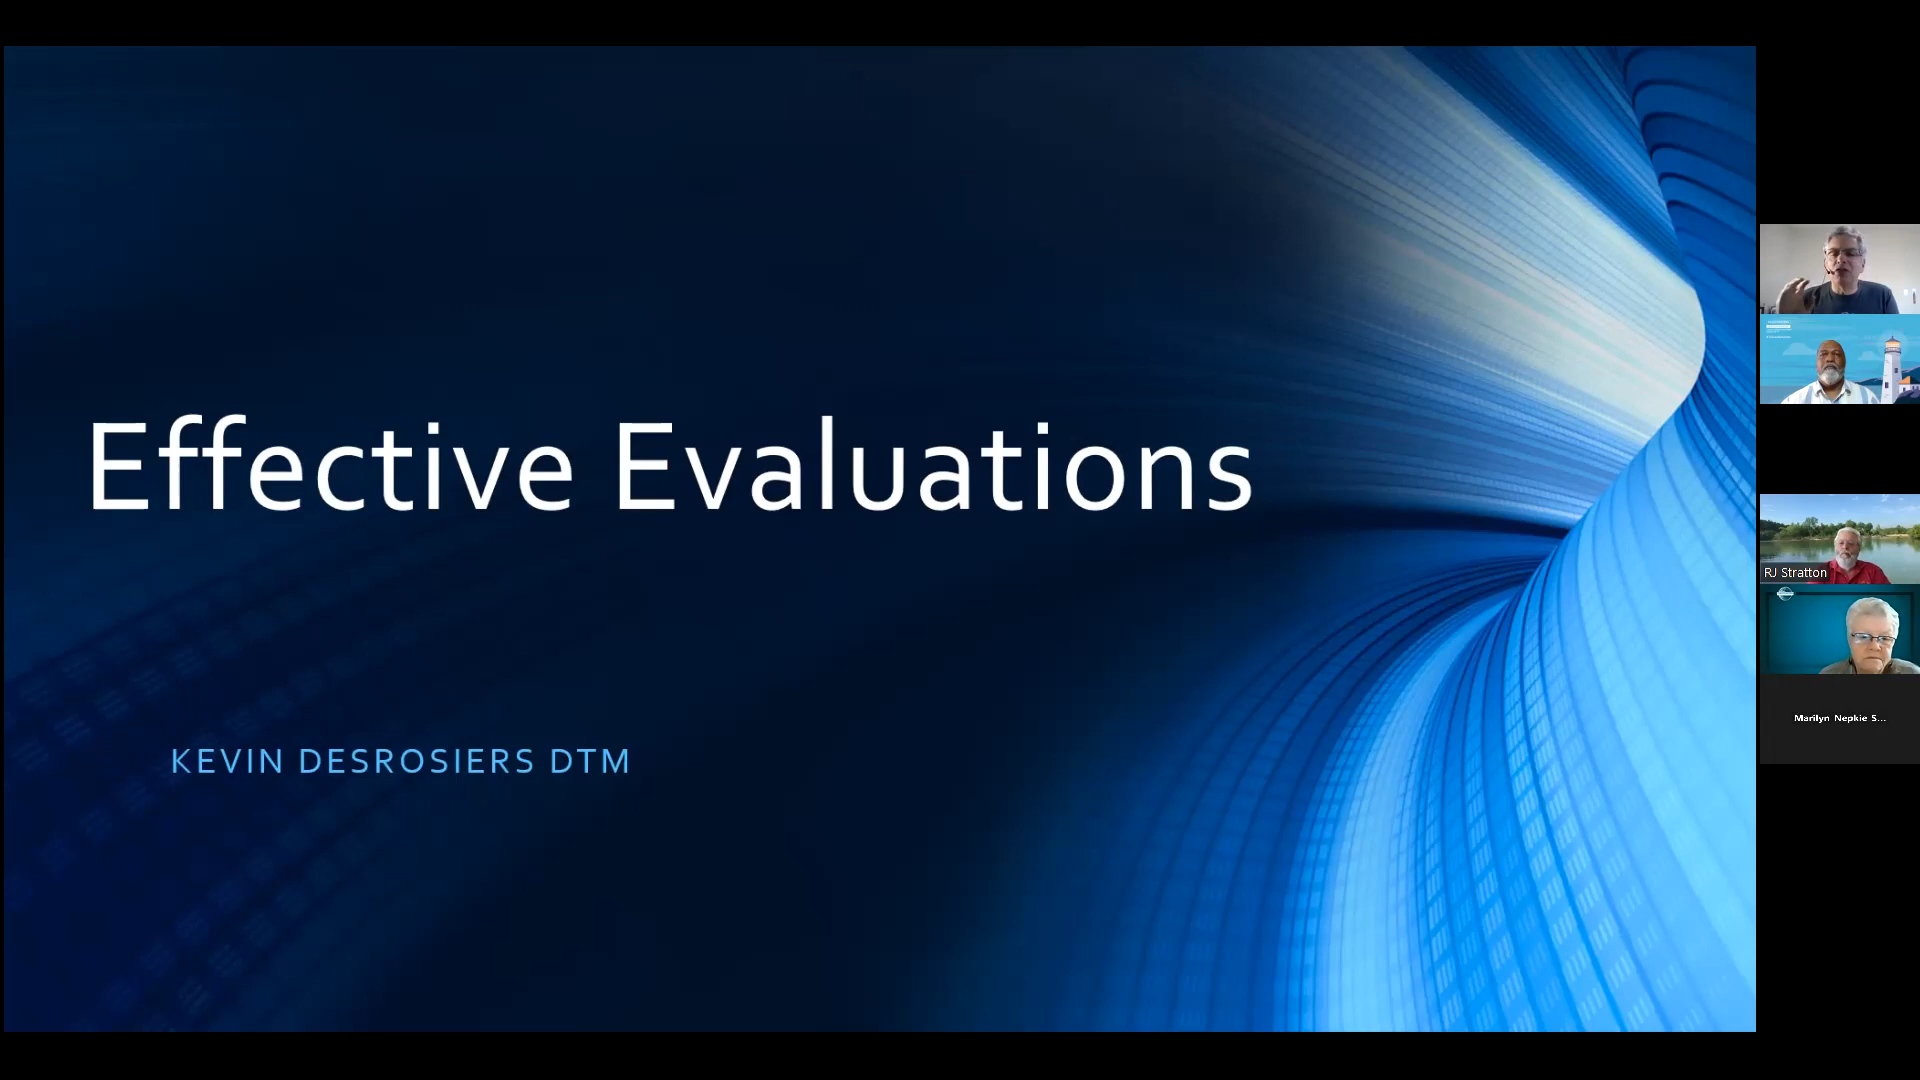 Effective Evaluations
KEVIN DESROSIERS DTM
RJ Stratton
Marilyn Nepkie S...